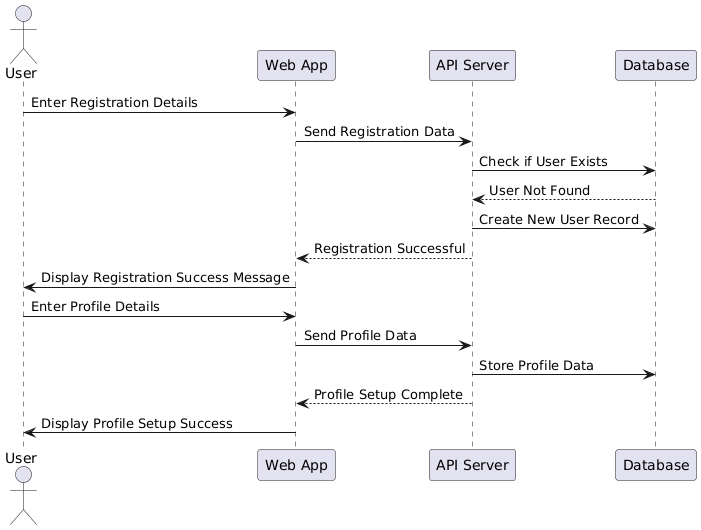 User
Web App
API Server
Database
Enter Registration Details
Send Registration Data
Check if User Exists
User Not Found
Create New User Record
Registration Successful
Display Registration Success Message
Enter Profile Details
Send Profile Data
Store Profile Data
Profile Setup Complete
Display Profile Setup Success
User
Web App
API Server
Database